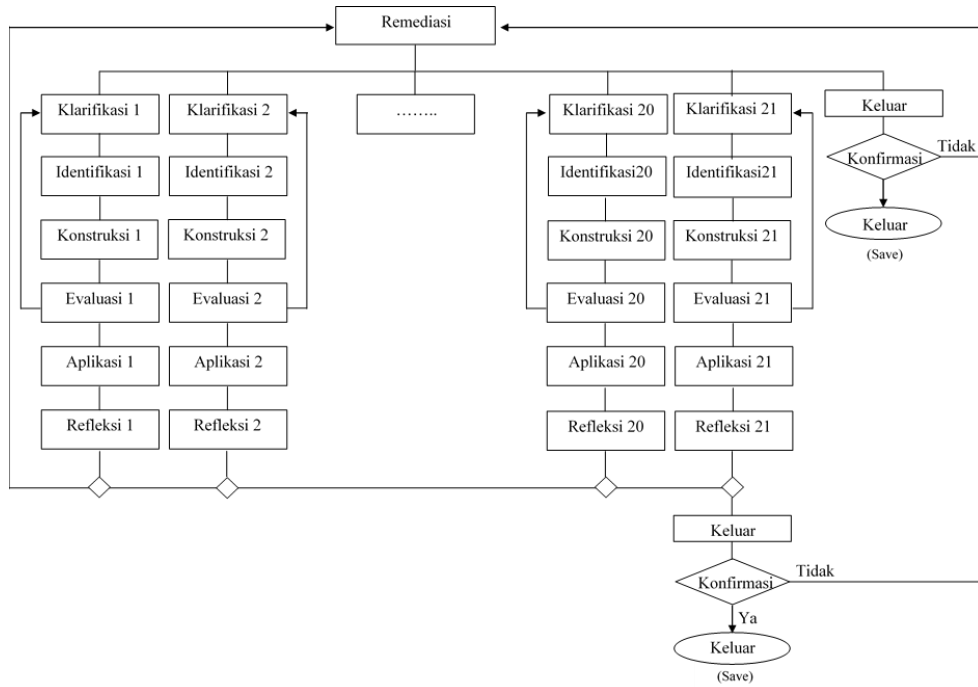 Remediasi
Klarifikasi 1
Klarifikasi 2
........
Klarifikasi 20
Klarifikasi 21
Keluar
Identifikasi 1
Identifikasi 2
Identifikasi20
Identifikasi21
Konfirmasi
Tidak
Konstruksi 1
Konstruksi 2
Konstruksi 20
Konstruksi 21
Keluar
(Save)
Evaluasi 1
Evaluasi 2
Evaluasi 20
Evaluasi 21
Aplikasi 1
Aplikasi 2
Aplikasi 20
Aplikasi 21
Refleksi 1
Refleksi 2
Refleksi 20
Refleksi 21
Keluar
Konfirmasi
Tidak
Ya
Keluar
(Save)